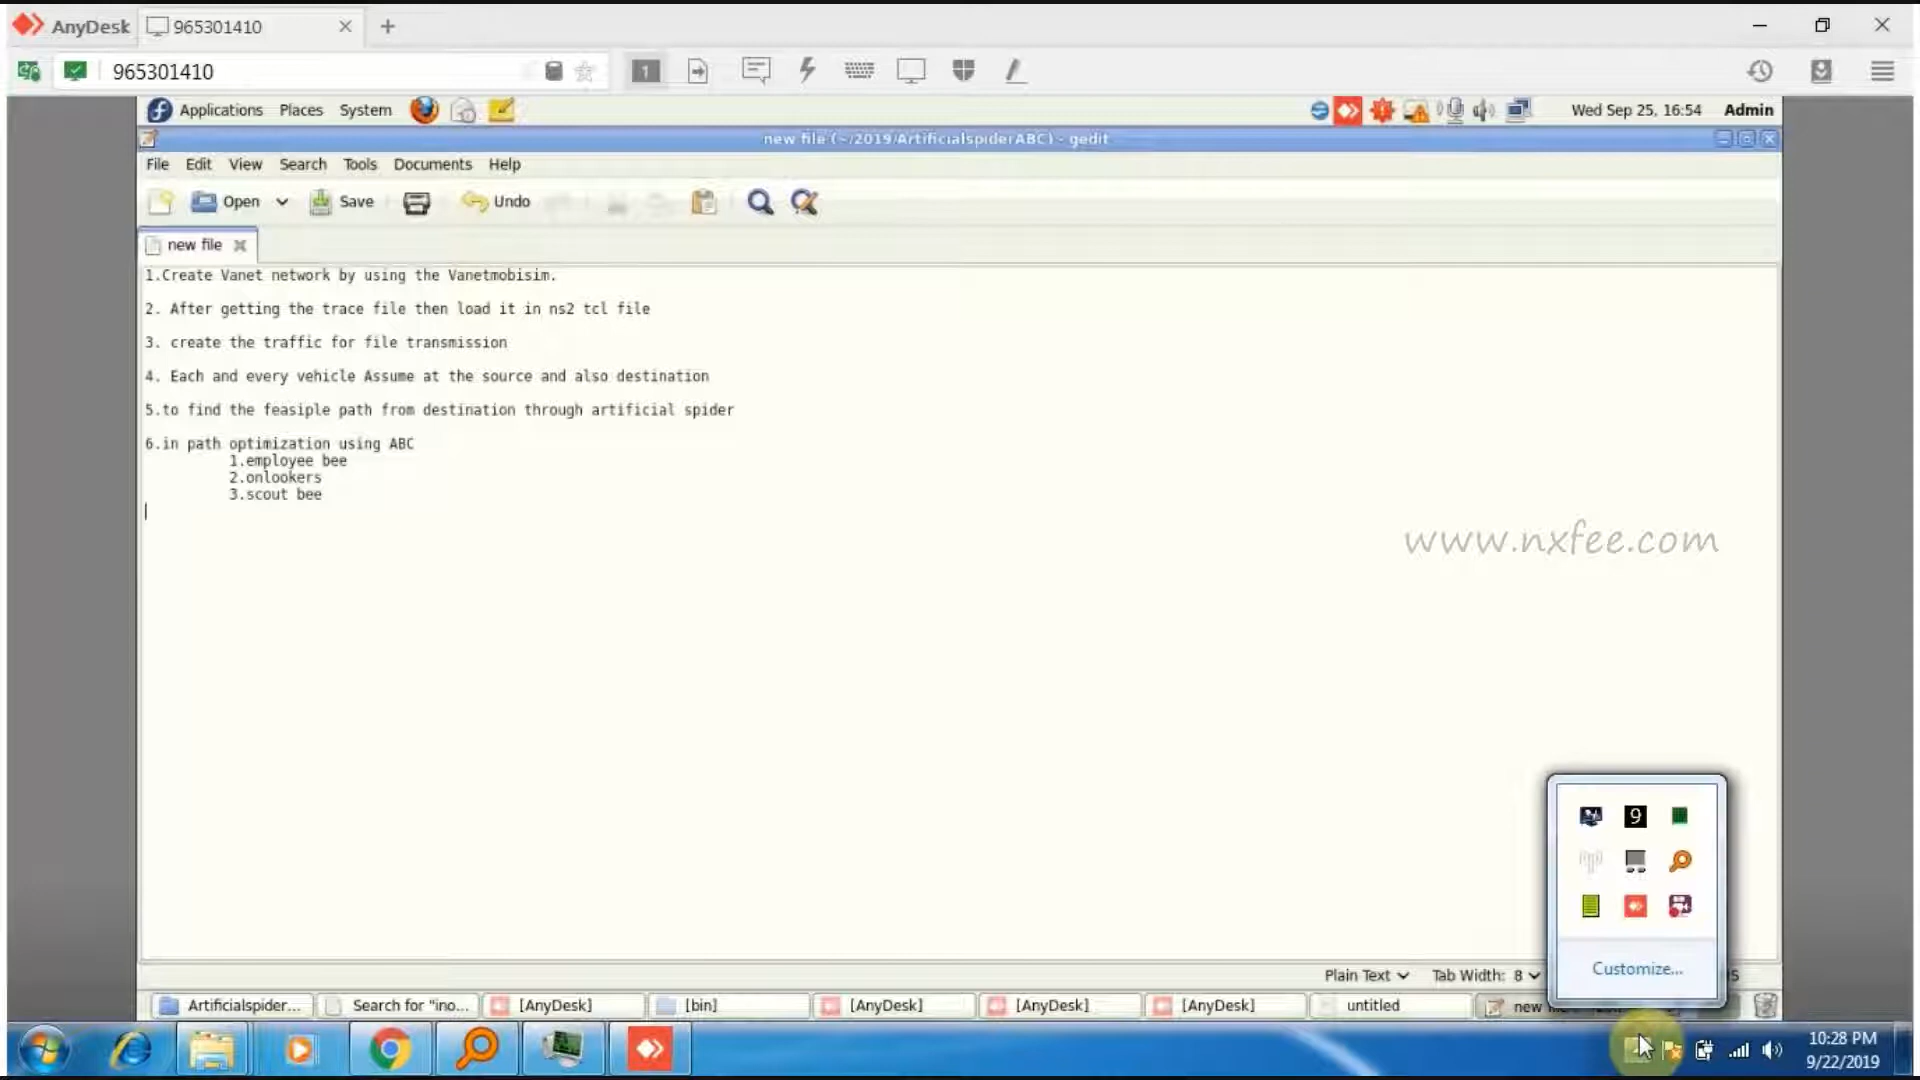 AnyDesk 965301410
965301410
1
Applications Places System Wed Sep 25, 16:54 Admin
new file (~/2019/ArtificialspiderABC) - gedit
File Edit View Search Tools Documents Help
Open Save Undo
new file
1.Create Vanet network by using the Vanetmobisim.
2. After getting the trace file then load it in ns2 tcl file
3. create the traffic for file transmission
4. Each and every vehicle Assume at the source and also destination
5.to find the feasiple path from destination through artificial spider
6.in path optimization using ABC
1.employee bee
2.onlookers
3.scout bee
www.nxfee.com
9
Customize...
Plain Text Tab Width: 8
Artificialspider... Search for "ino... [AnyDesk] [bin] [AnyDesk] [AnyDesk] [AnyDesk] untitled new
10:28 PM
9/22/2019